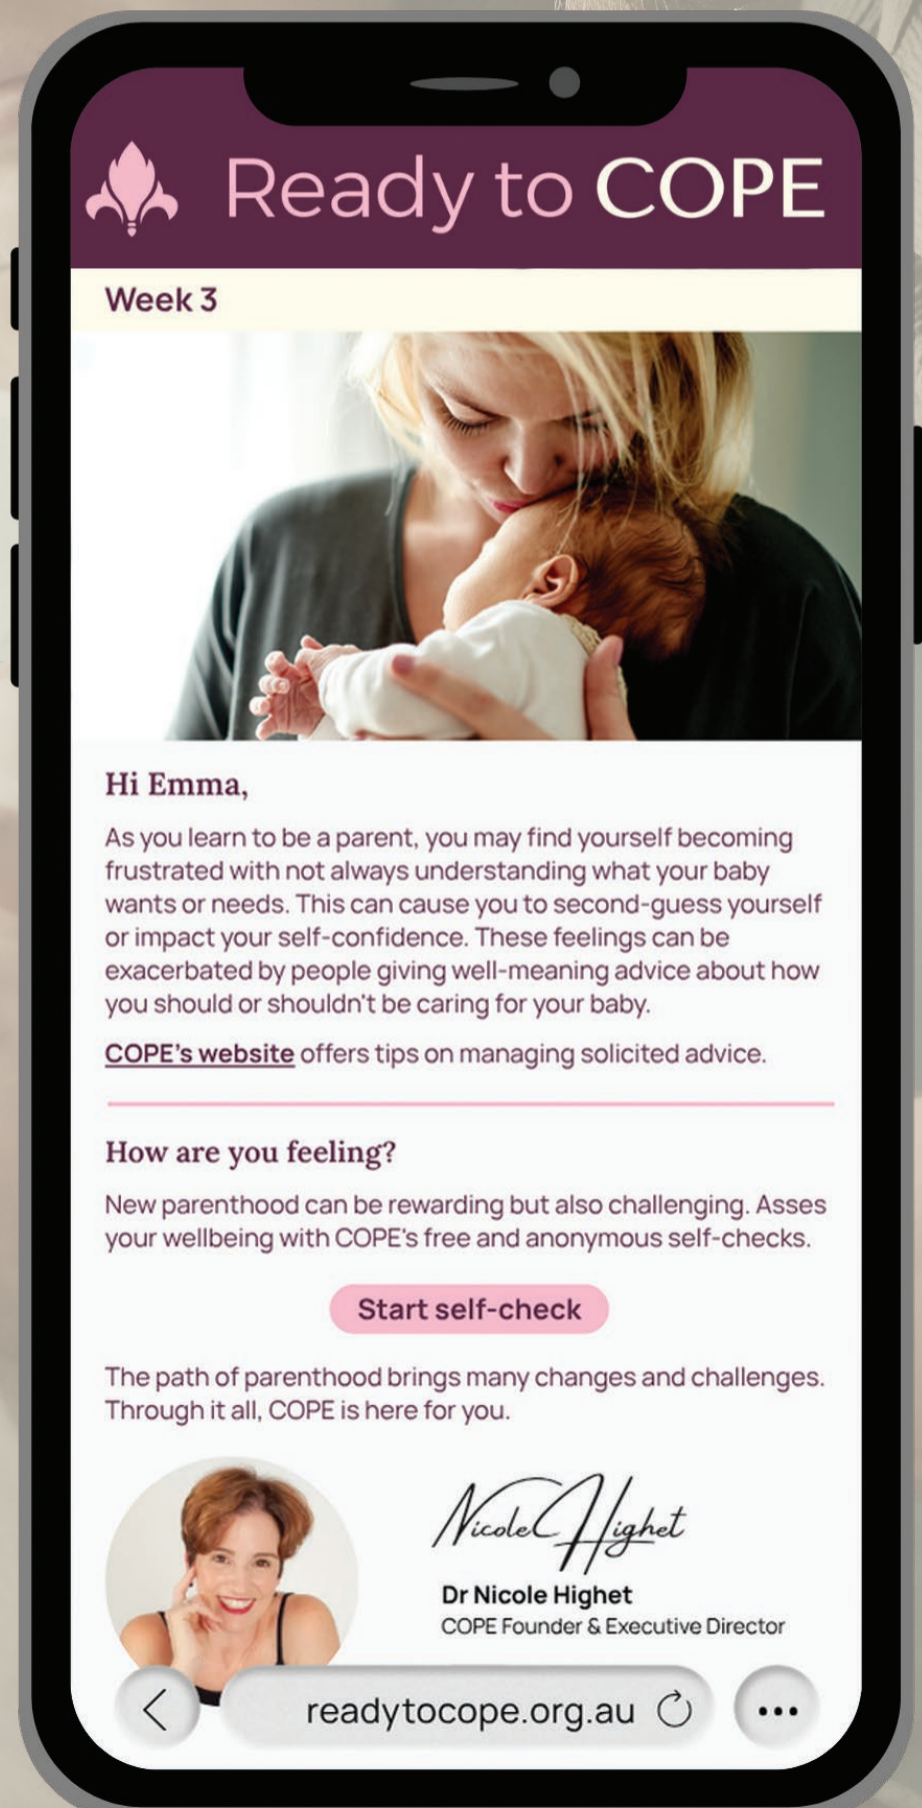 Ready to COPE
Week 3
Hi Emma,
As you learn to be a parent, you may find yourself becoming
frustrated with not always understanding what your baby
wants or needs. This can cause you to second-guess yourself
or impact your self-confidence. These feelings can be
exacerbated by people giving well-meaning advice about how
you should or shouldn't be caring for your baby.
COPE's website offers tips on managing solicited advice.
How are you feeling?
New parenthood can be rewarding but also challenging. Asses
your wellbeing with COPE's free and anonymous self-checks.
Start self-check
The path of parenthood brings many changes and challenges.
Through it all, COPE is here for you.
Nicole Highet
Dr Nicole Highet
COPE Founder & Executive Director
readytocope.org.au